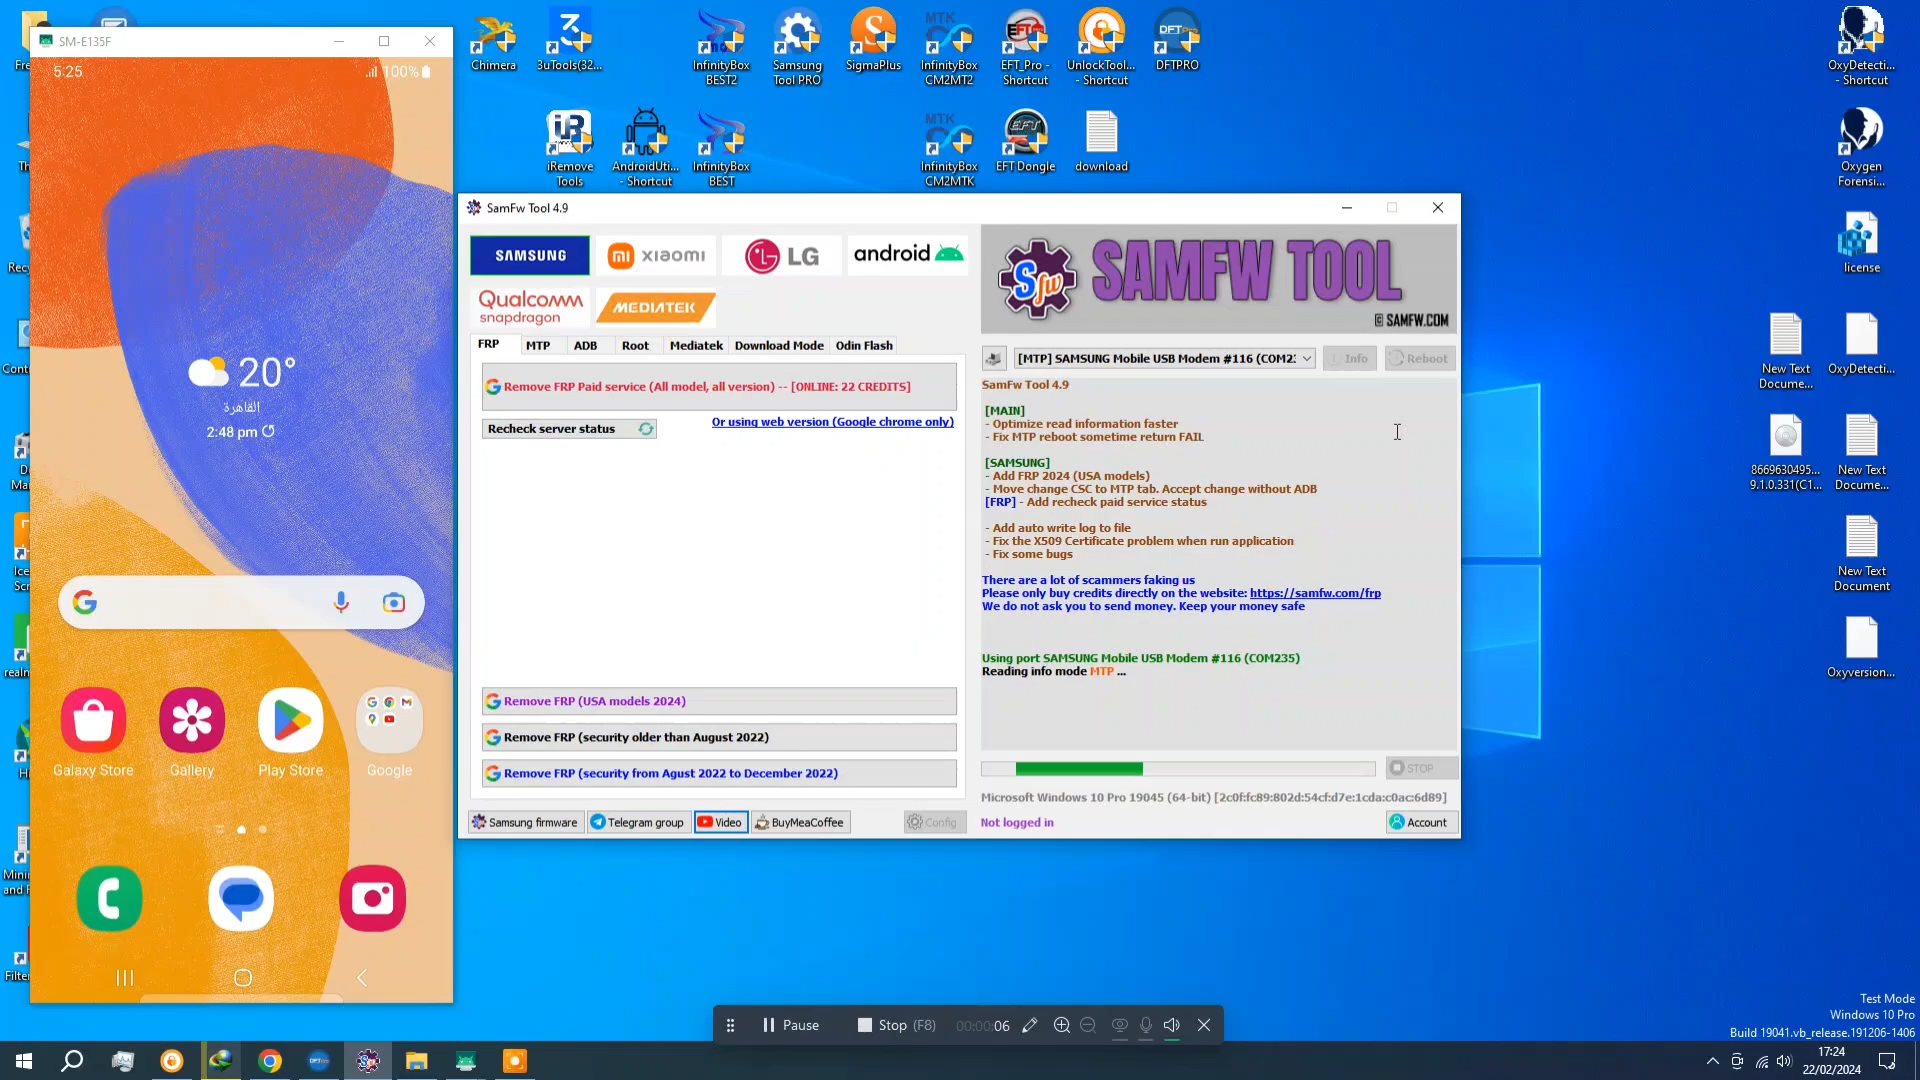 SM-E135F
5:25
100%
20°
القاهرة
2:48 pm
Galaxy Store
Gallery
Play Store
Google
Chimera
3uTools(32...
InfinityBox
BEST2
Samsung
Tool PRO
SigmaPlus
InfinityBox
CM2MT2
EFT_Pro -
Shortcut
UnlockTool...
- Shortcut
DFTPRO
iRemove
Tools
AndroidUti...
- Shortcut
InfinityBox
BEST
InfinityBox
CM2MTK
EFT Dongle
download
OxyDetecti...
- Shortcut
Oxygen
Forensi...
license
New Text
Docume...
OxyDetecti...
8669630495...
9.1.0.331(C1...
New Text
Docume...
New Text
Document
Oxyversion...
SamFw Tool 4.9
SAMSUNG
xiaomi
LG
android
Qualcomm
snapdragon
MEDIATEK
FRP
MTP
ADB
Root
Mediatek
Download Mode
Odin Flash
Remove FRP Paid service (All model, all version) -- [ONLINE: 22 CREDITS]
Recheck server status
Or using web version (Google chrome only)
Remove FRP (USA models 2024)
Remove FRP (security older than August 2022)
Remove FRP (security from Agust 2022 to December 2022)
Samsung firmware
Telegram group
Video
BuyMeaCoffee
Config
Sfw
SAMFW TOOL
© SAMFW.COM
[MTP] SAMSUNG Mobile USB Modem #116 (COM2:
Info
Reboot
SamFw Tool 4.9
[MAIN]
- Optimize read information faster
- Fix MTP reboot sometime return FAIL
[SAMSUNG]
- Add FRP 2024 (USA models)
- Move change CSC to MTP tab. Accept change without ADB
[FRP] - Add recheck paid service status
- Add auto write log to file
- Fix the X509 Certificate problem when run application
- Fix some bugs
There are a lot of scammers faking us
Please only buy credits directly on the website: https://samfw.com/frp
We do not ask you to send money. Keep your money safe
Using port SAMSUNG Mobile USB Modem #116 (COM235)
Reading info mode MTP ...
STOP
Microsoft Windows 10 Pro 19045 (64-bit) [2c0f:fc89:802d:54cf:d7e:1cda:c0ac:6d89]
Not logged in
Account
Pause
Stop (F8)
00:00:06
Test Mode
Windows 10 Pro
Build 19041.vb_release.191206-1406
17:24
22/02/2024